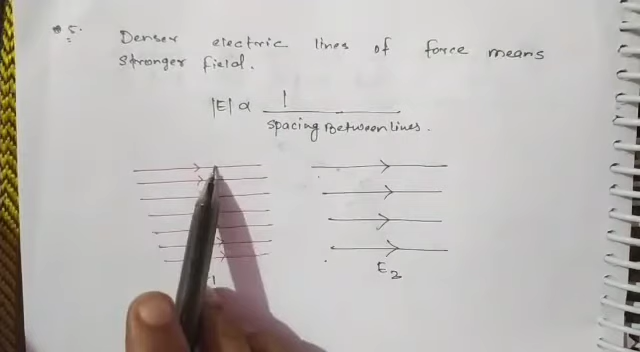 5.
Denser electric lines of force means
stronger field.
|E| ∝ 1
spacing Between lines.
E2